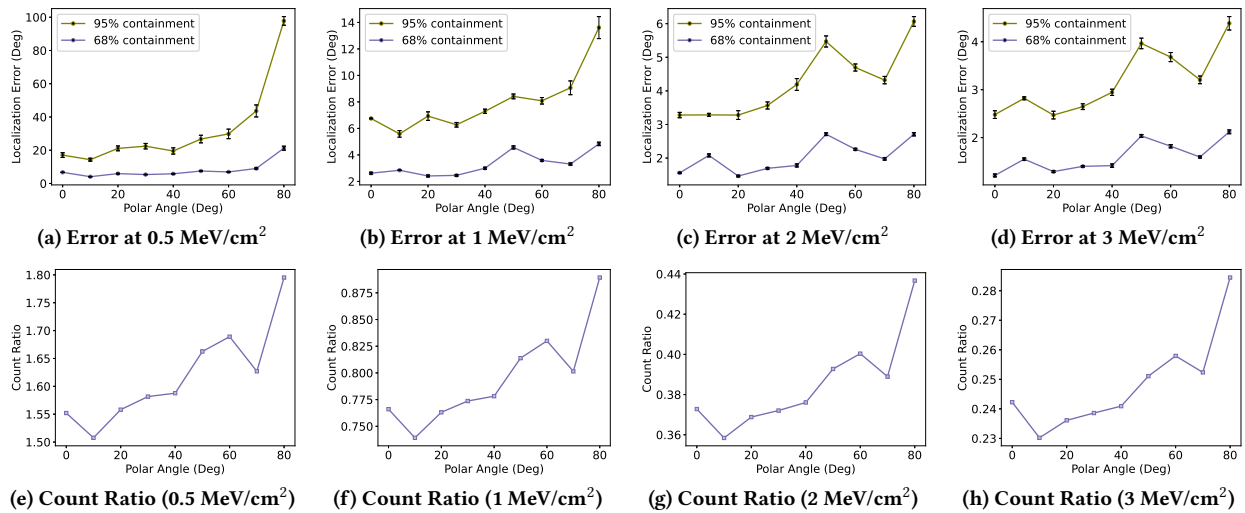 95% containment
68% containment
Localization Error (Deg)
100
80
60
40
20
0
0 20 40 60 80
Polar Angle (Deg)
(a) Error at 0.5 MeV/cm²
95% containment
68% containment
Localization Error (Deg)
14
12
10
8
6
4
2
0 20 40 60 80
Polar Angle (Deg)
(b) Error at 1 MeV/cm²
95% containment
68% containment
Localization Error (Deg)
6
5
4
3
2
0 20 40 60 80
Polar Angle (Deg)
(c) Error at 2 MeV/cm²
95% containment
68% containment
Localization Error (Deg)
4
3
2
0 20 40 60 80
Polar Angle (Deg)
(d) Error at 3 MeV/cm²
Count Ratio
1.80
1.75
1.70
1.65
1.60
1.55
1.50
0 20 40 60 80
Polar Angle (Deg)
(e) Count Ratio (0.5 MeV/cm²)
Count Ratio
0.875
0.850
0.825
0.800
0.775
0.750
0 20 40 60 80
Polar Angle (Deg)
(f) Count Ratio (1 MeV/cm²)
Count Ratio
0.44
0.42
0.40
0.38
0.36
0 20 40 60 80
Polar Angle (Deg)
(g) Count Ratio (2 MeV/cm²)
Count Ratio
0.28
0.27
0.26
0.25
0.24
0.23
0 20 40 60 80
Polar Angle (Deg)
(h) Count Ratio (3 MeV/cm²)